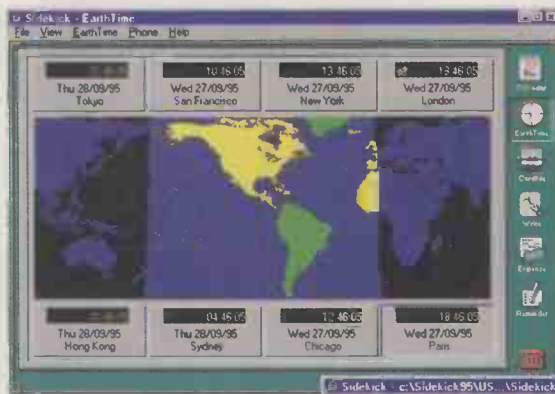 Sidekick - EarthTime
File View EarthTime Phone Help
Thu 28/09/95
Tokyo
10:46:05
Wed 27/09/95
San Francisco
13:46:05
Wed 27/09/95
New York
18:46:05
Wed 27/09/95
London
EarthTime
Cardfile
Write
Expense
Reminder
Thu 28/09/95
Hong Kong
04:46:05
Thu 28/09/95
Sydney
12:46:05
Wed 27/09/95
Chicago
18:46:05
Wed 27/09/95
Paris
Sidekick - c:\Sidekick95\US...\Sidekick